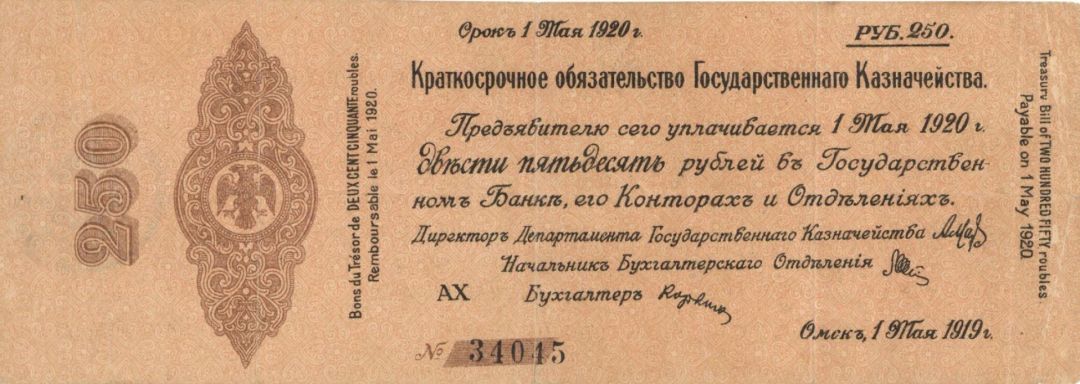 250
Bons du Trésor de DEUX CENT CINQUANTE roubles.
Remboursable le 1 Mai 1920.
Срокъ 1 Мая 1920 г.
РУБ. 250.
Краткосрочное обязательство Государственнаго Казначейства.
Предъявителю сего уплачивается 1 Мая 1920 г.
двѣсти пятьдесятъ рублей въ Государствен-
номъ Банкѣ, его Конторахъ и Отдѣленіяхъ.
Директоръ Департамента Государственнаго Казначейства
Начальникъ Бухгалтерскаго Отдѣленія
АХ Бухгалтеръ
Омскъ, 1 Мая 1919 г.
№ 34045
Treasury Bill of TWO HUNDRED FIFTY roubles
Payable on 1 May 1920.